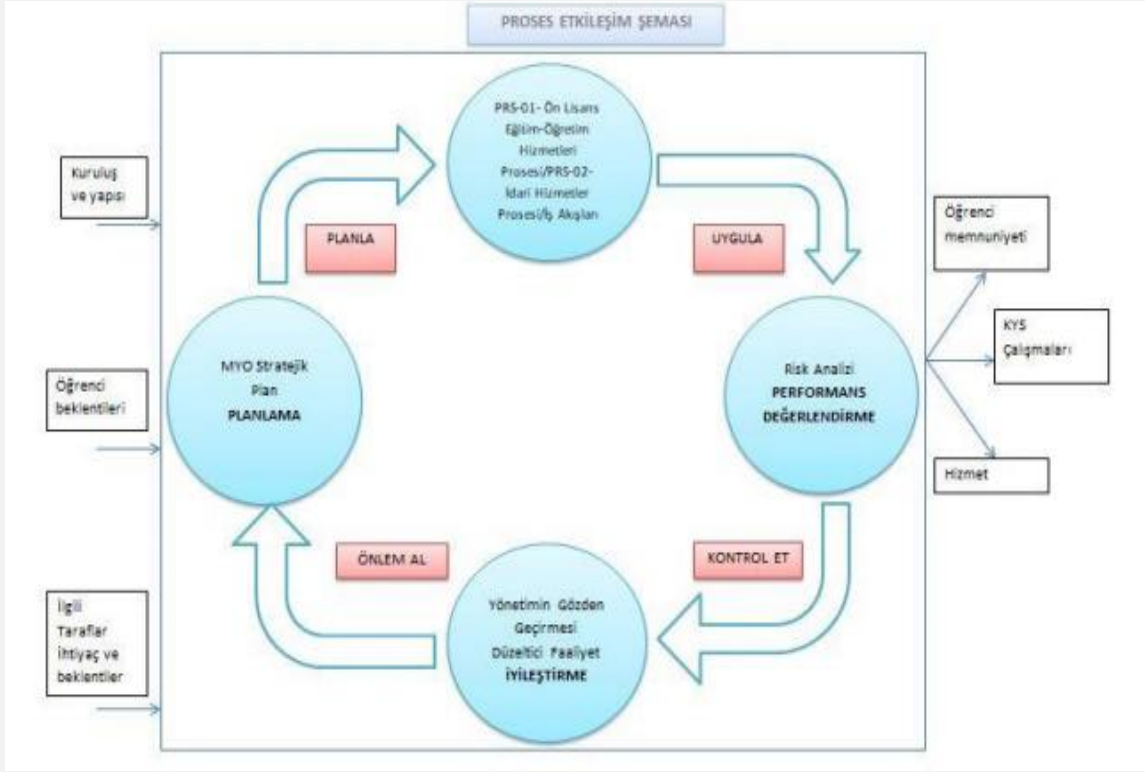 PROSES ETKİLEŞİM ŞEMASI
PRS-01- Ön Lisans
Eğitim-Öğretim
Hizmetleri
Prosesi/PRS-02-
İdari Hizmetler
Prosesi/İş Akışları
Kuruluş
ve yapısı
PLANLA
UYGULA
Öğrenci
memnuniyeti
KYS
Çalışmaları
MYO Stratejik
Plan
PLANLAMA
Risk Analizi
PERFORMANS
DEĞERLENDİRME
Öğrenci
beklentileri
Hizmet
ÖNLEM AL
KONTROL ET
Yönetimin Gözden
Geçirmesi
Düzeltici Faaliyet
İYİLEŞTİRME
İlgili
Taraflar
ihtiyaç ve
beklentiler